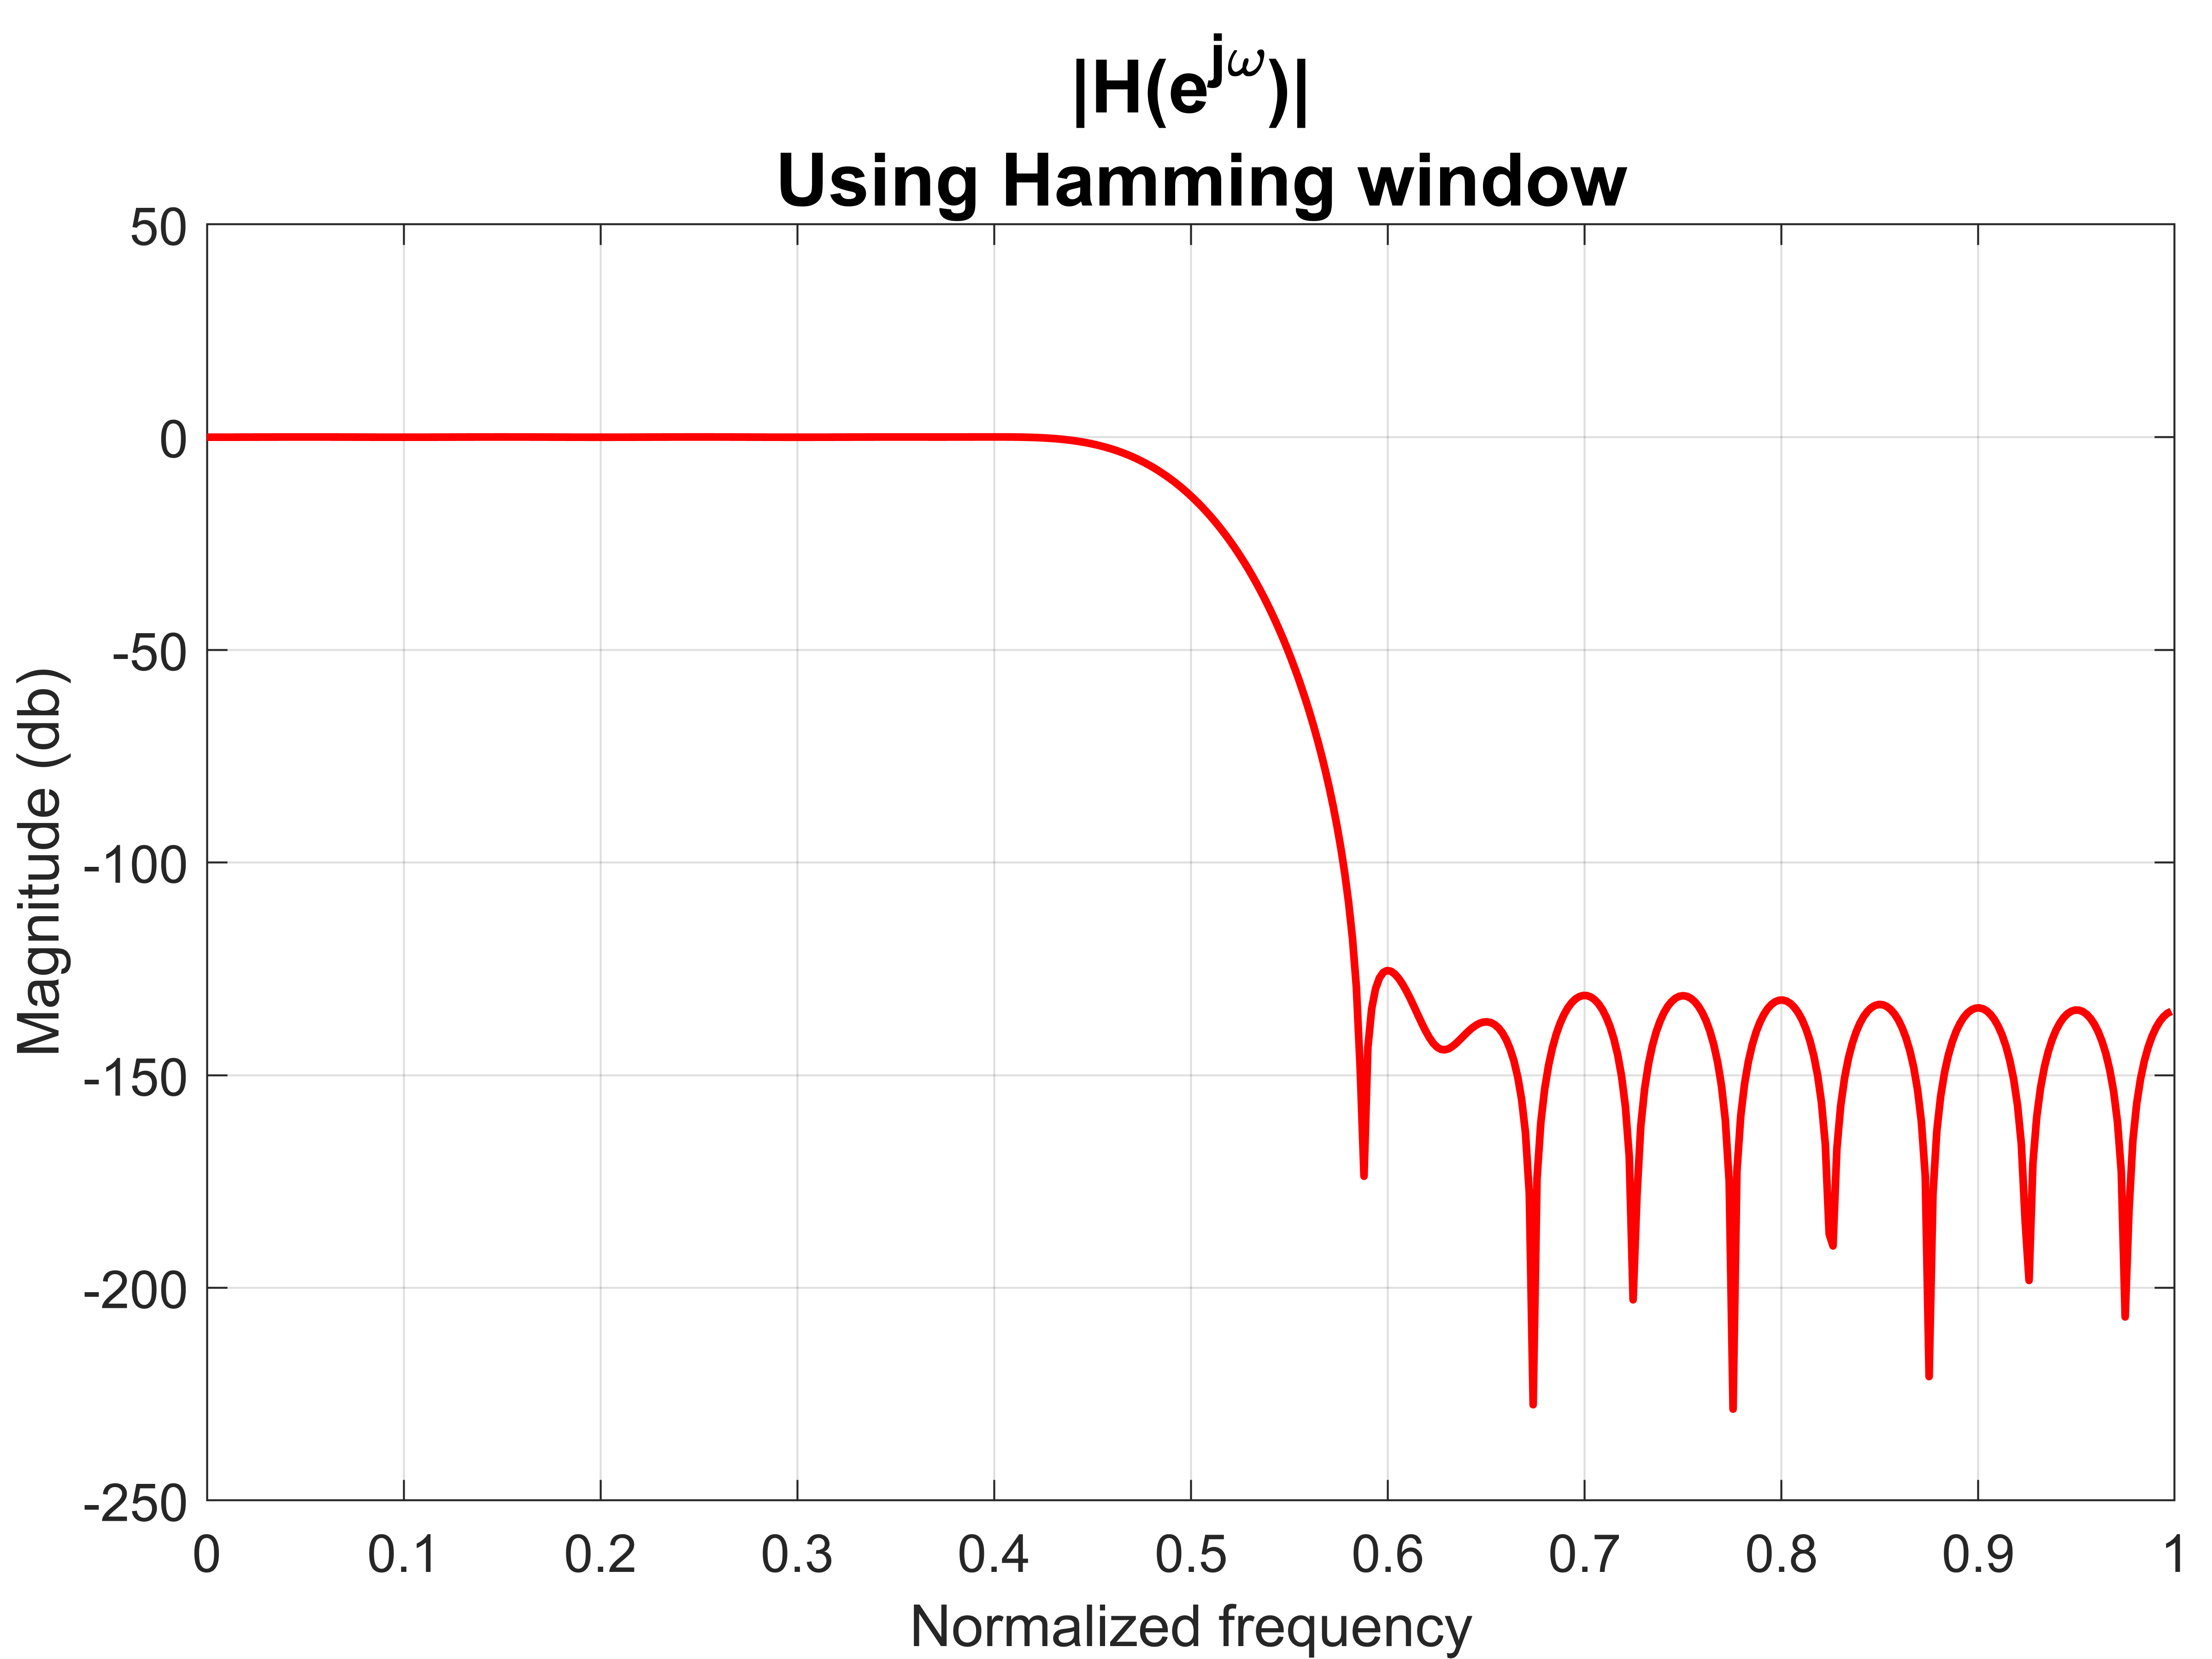 |H(e^jω)|
Using Hamming window
50
0
-50
-100
-150
-200
-250
Magnitude (db)
0 0.1 0.2 0.3 0.4 0.5 0.6 0.7 0.8 0.9 1
Normalized frequency